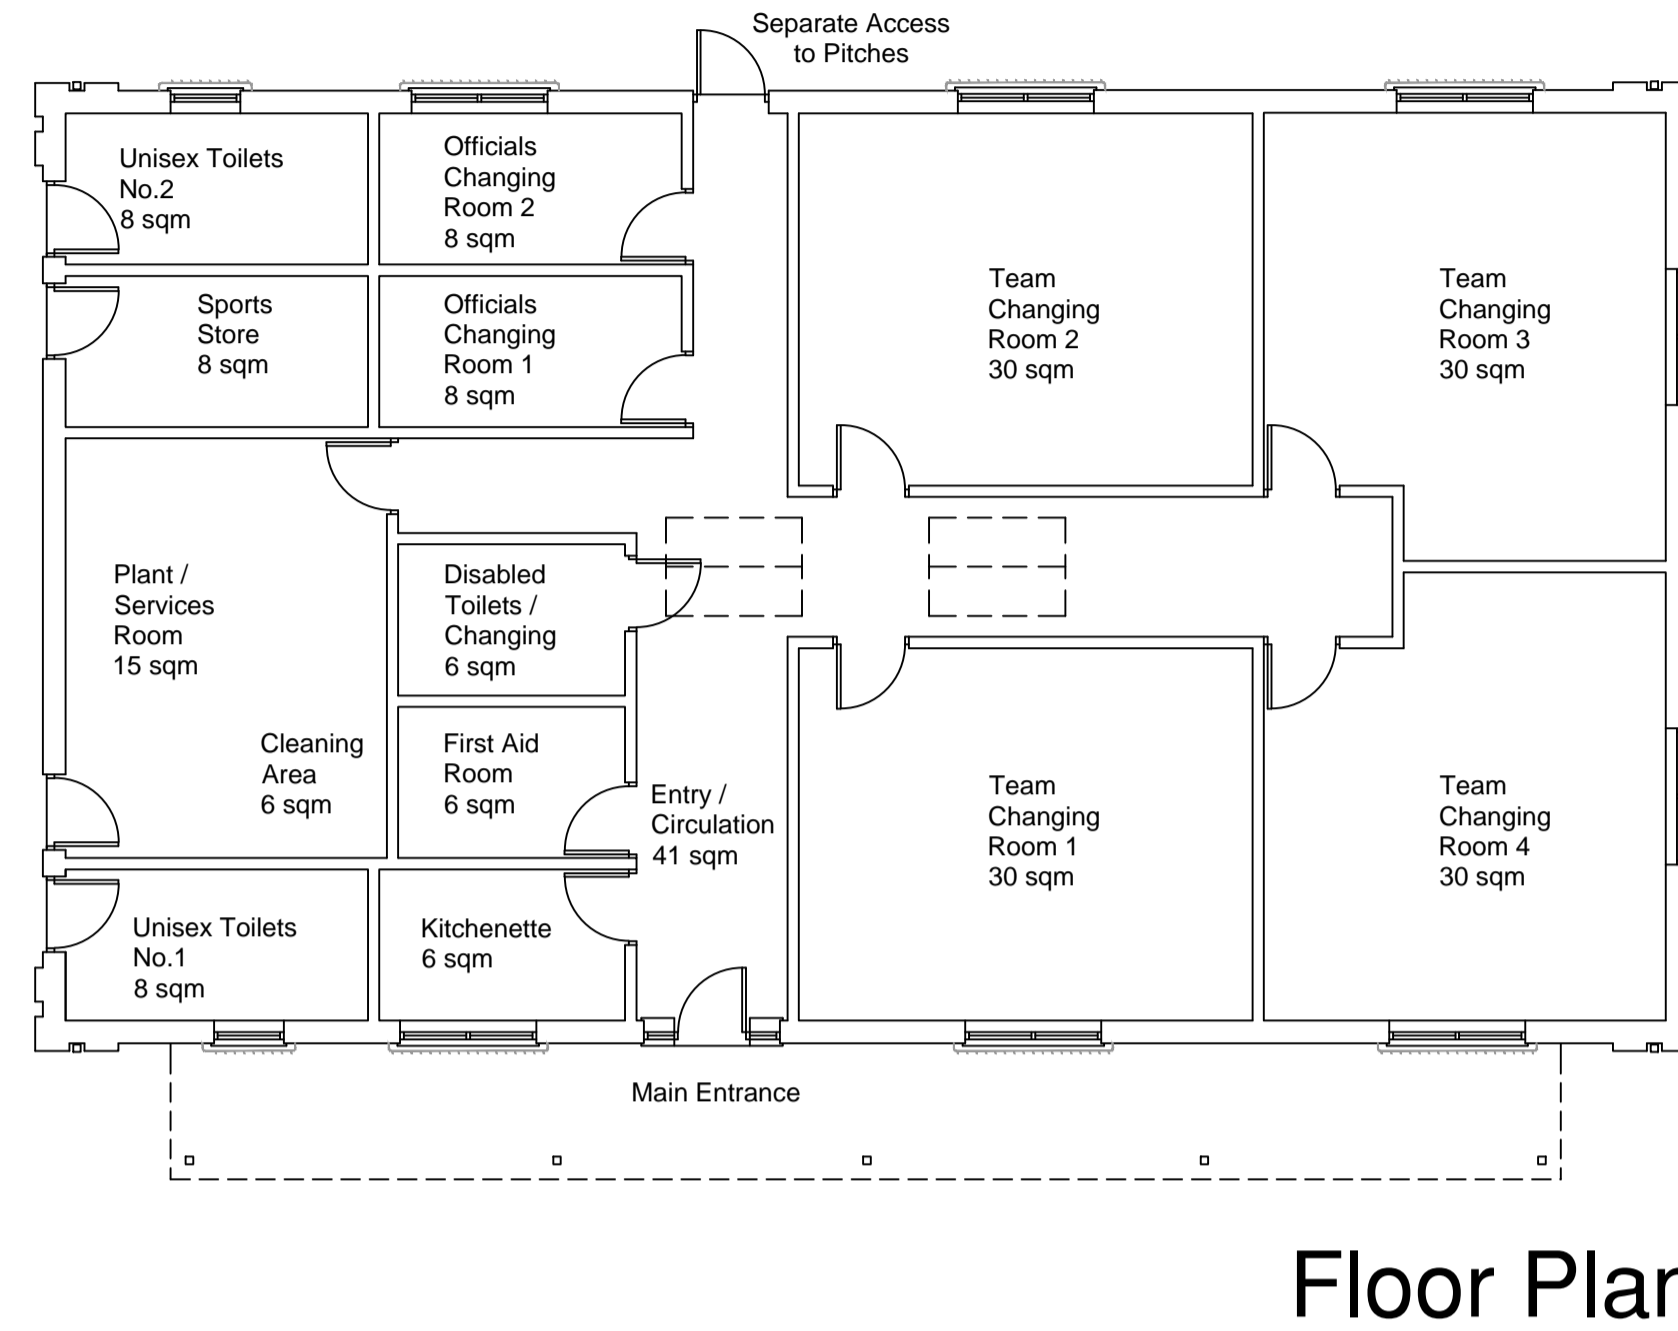 Separate Access
to Pitches
Unisex Toilets
No.2
8 sqm
Officials
Changing
Room 2
8 sqm
Sports
Store
8 sqm
Officials
Changing
Room 1
8 sqm
Team
Changing
Room 2
30 sqm
Team
Changing
Room 3
30 sqm
Plant /
Services
Room
15 sqm
Disabled
Toilets /
Changing
6 sqm
Cleaning
Area
6 sqm
First Aid
Room
6 sqm
Entry /
Circulation
41 sqm
Team
Changing
Room 1
30 sqm
Team
Changing
Room 4
30 sqm
Unisex Toilets
No.1
8 sqm
Kitchenette
6 sqm
Main Entrance
Floor Plan